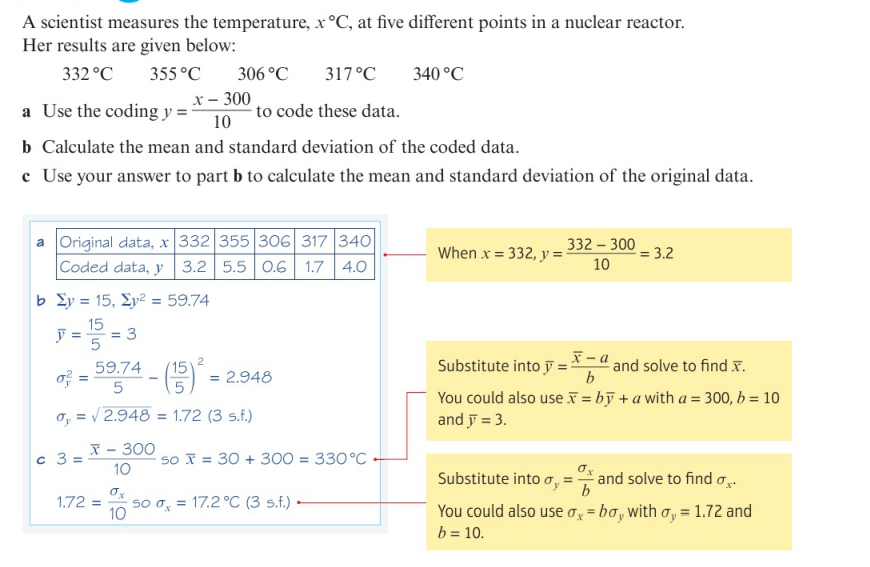 A scientist measures the temperature, x °C, at five different points in a nuclear reactor.
Her results are given below:
332 °C 355 °C 306 °C 317 °C 340 °C
a Use the coding y = (x − 300)/10 to code these data.
b Calculate the mean and standard deviation of the coded data.
c Use your answer to part b to calculate the mean and standard deviation of the original data.
a Original data, x 332 355 306 317 340
Coded data, y 3.2 5.5 0.6 1.7 4.0
When x = 332, y = (332 − 300)/10 = 3.2
b Σy = 15, Σy² = 59.74
ȳ = 15/5 = 3
σ_y² = 59.74/5 − (15/5)² = 2.948
σ_y = √2.948 = 1.72 (3 s.f.)
c 3 = (x̄ − 300)/10 so x̄ = 30 + 300 = 330 °C
1.72 = σ_x/10 so σ_x = 17.2 °C (3 s.f.)
Substitute into ȳ = (x̄ − a)/b and solve to find x̄.
You could also use x̄ = bȳ + a with a = 300, b = 10
and ȳ = 3.
Substitute into σ_y = σ_x/b and solve to find σ_x.
You could also use σ_x = bσ_y with σ_y = 1.72 and
b = 10.